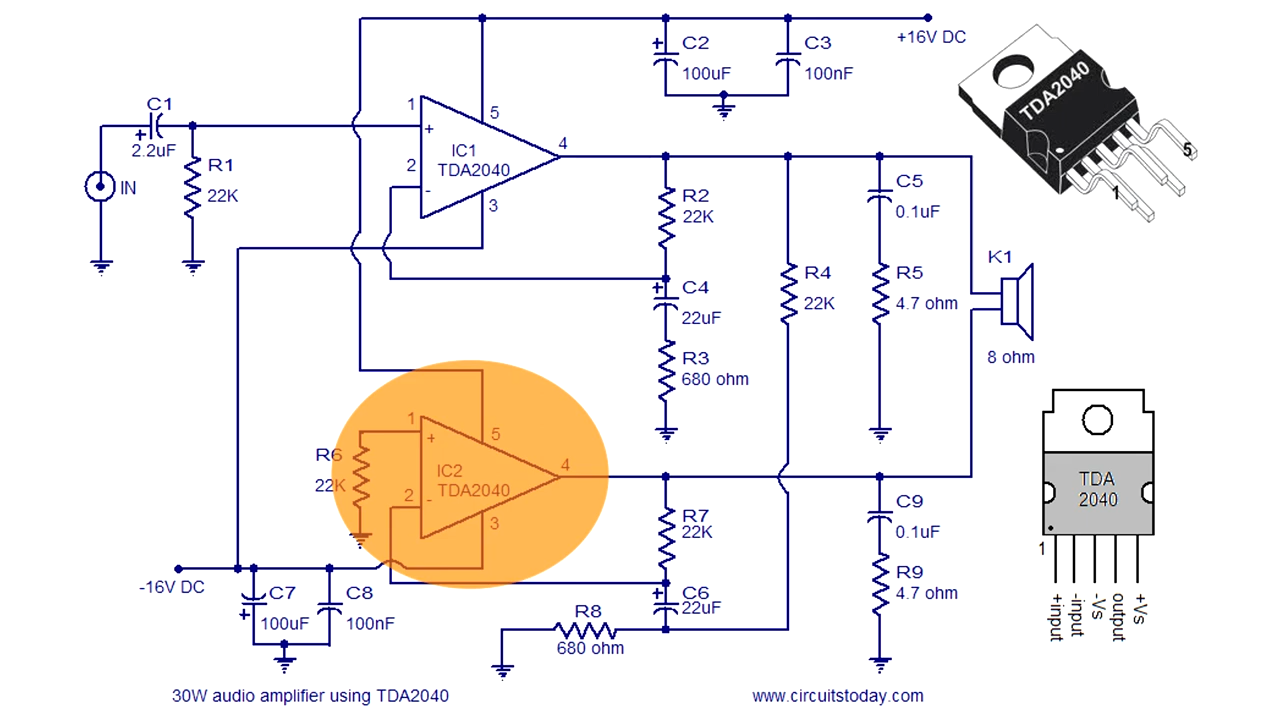 +16V DC
C2
100uF
C3
100nF
TDA2040
5
1
C1
2.2uF
IN
R1
22K
1
+
5
IC1
TDA2040
4
2
-
3
R2
22K
C5
0.1uF
C4
22uF
R4
22K
R5
4.7 ohm
K1
8 ohm
R3
680 ohm
R6
22K
1
+
5
IC2
TDA2040
4
2
-
3
R7
22K
C9
0.1uF
TDA
2040
1
+input
-input
-Vs
output
+Vs
-16V DC
C7
100uF
C8
100nF
C6
22uF
R8
680 ohm
R9
4.7 ohm
30W audio amplifier using TDA2040
www.circuitstoday.com